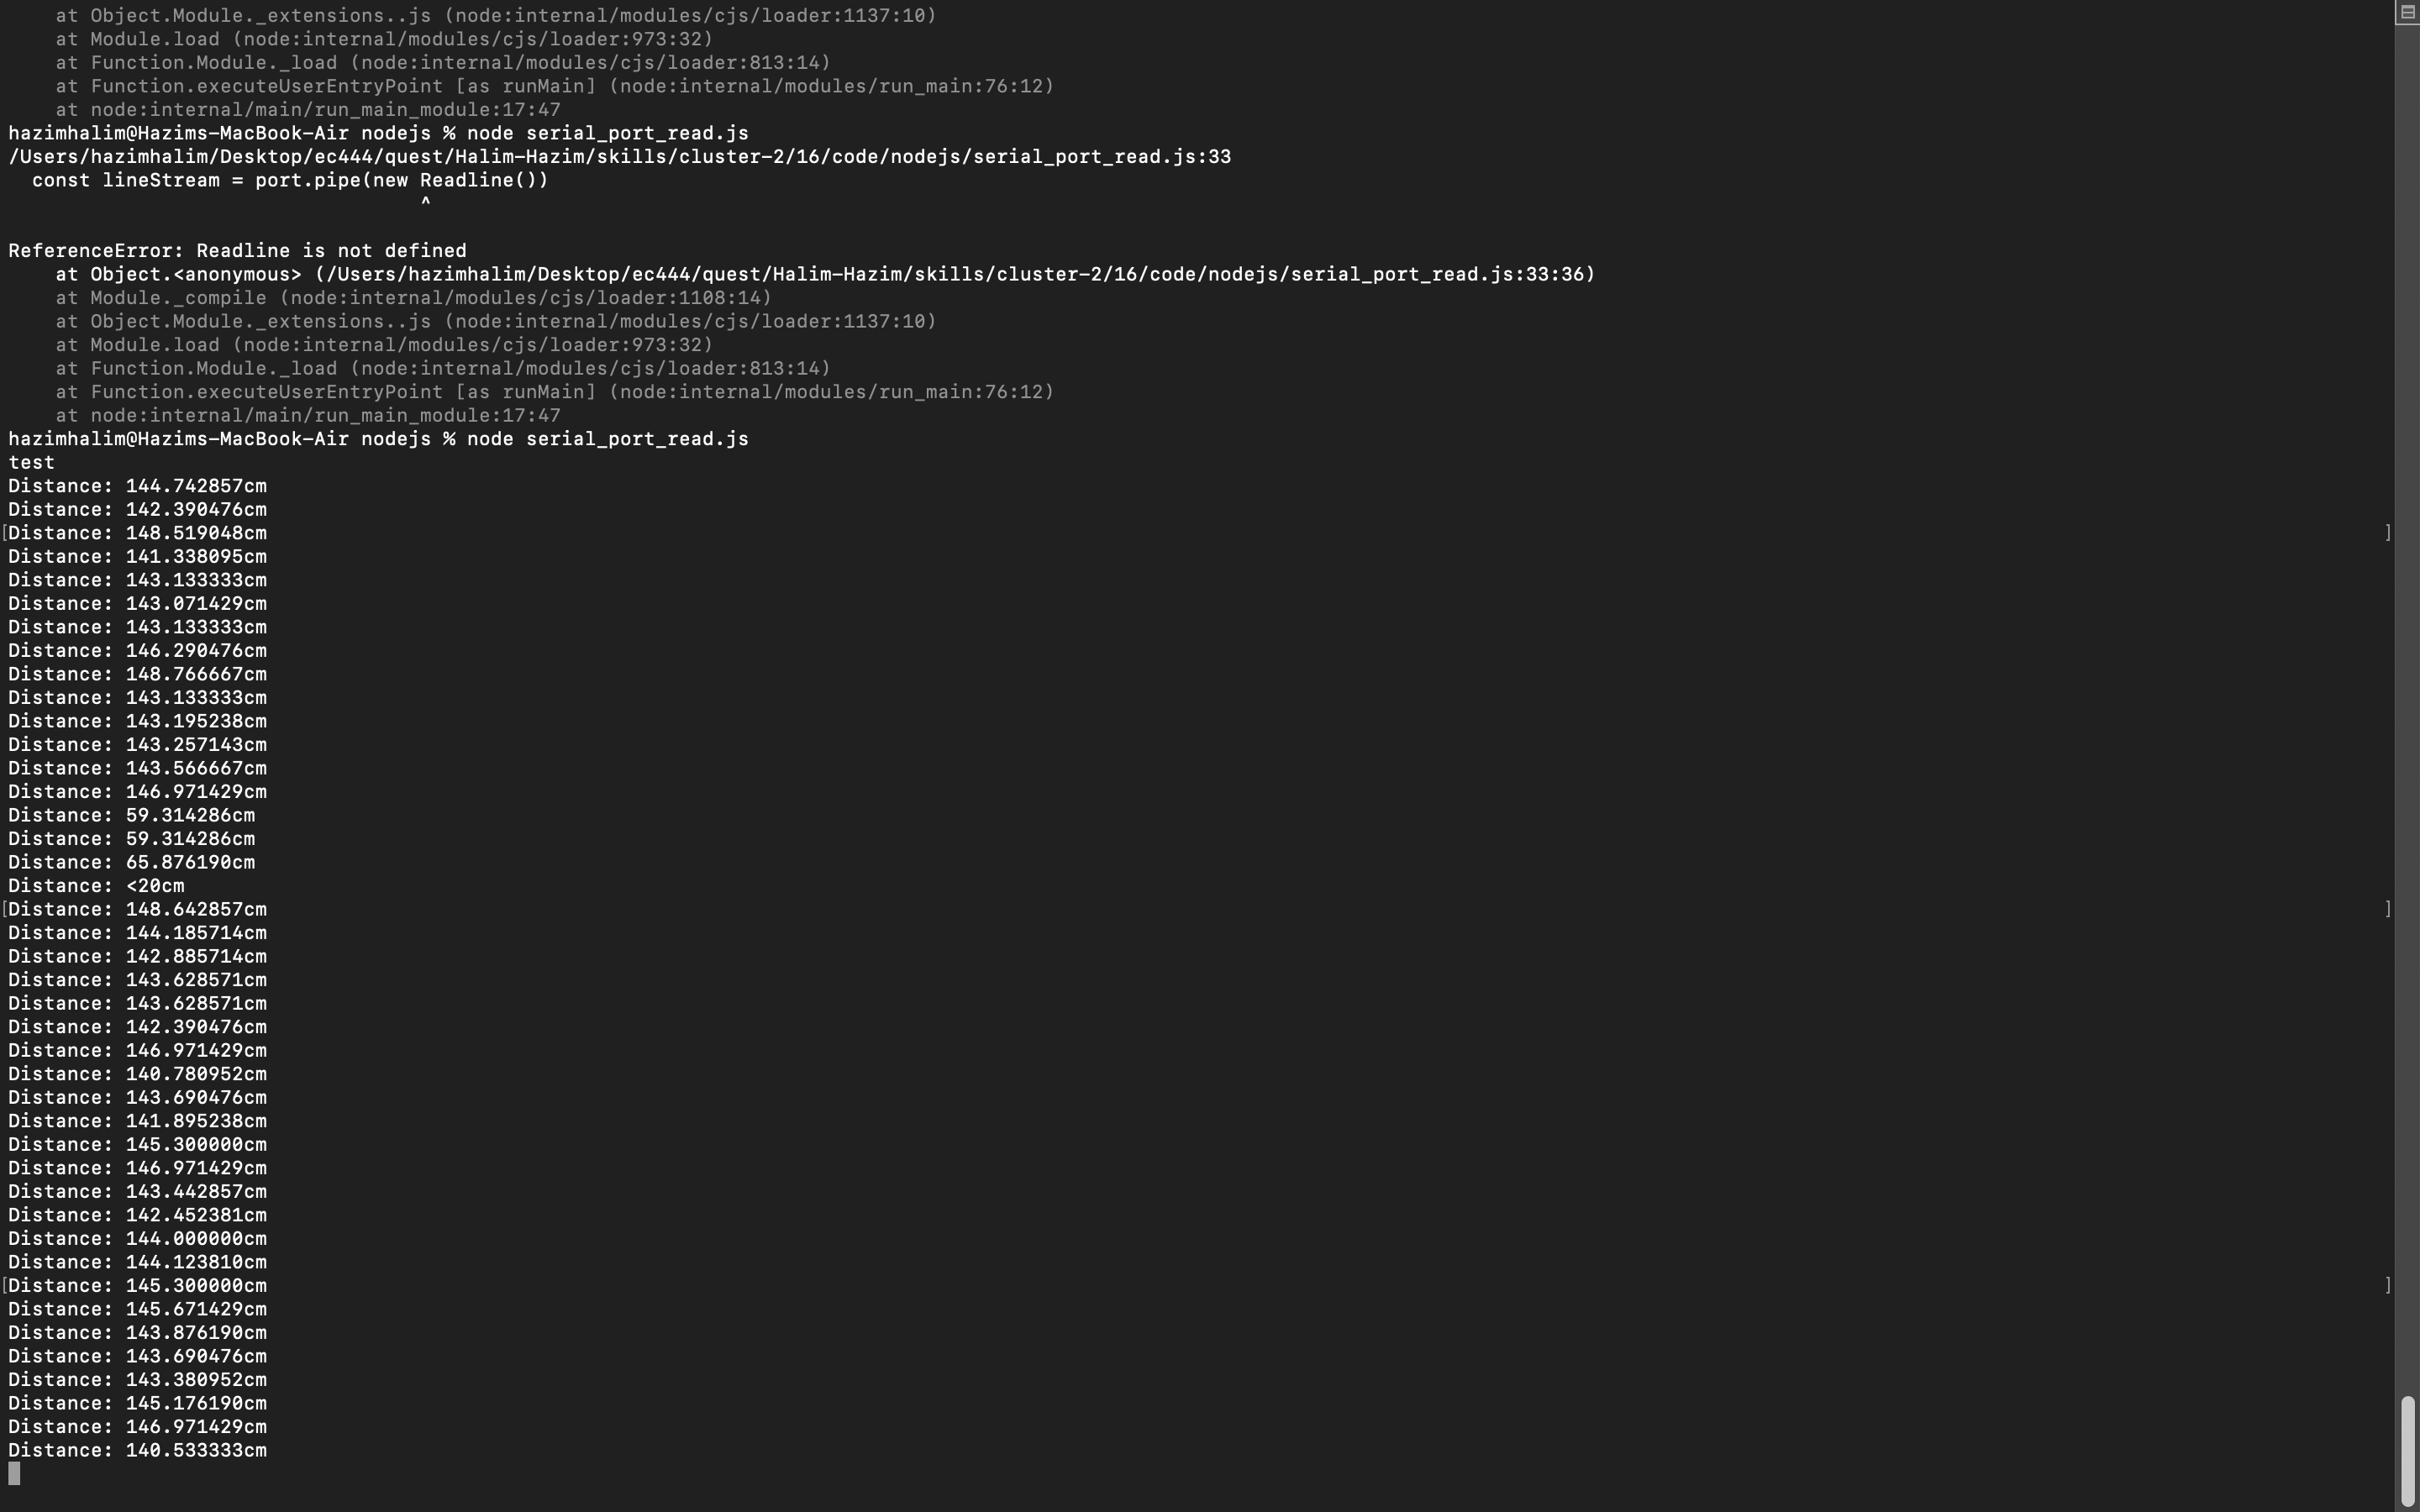 at Object.Module._extensions..js (node:internal/modules/cjs/loader:1137:10)
    at Module.load (node:internal/modules/cjs/loader:973:32)
    at Function.Module._load (node:internal/modules/cjs/loader:813:14)
    at Function.executeUserEntryPoint [as runMain] (node:internal/modules/run_main:76:12)
    at node:internal/main/run_main_module:17:47
hazimhalim@Hazims-MacBook-Air nodejs % node serial_port_read.js
/Users/hazimhalim/Desktop/ec444/quest/Halim-Hazim/skills/cluster-2/16/code/nodejs/serial_port_read.js:33
  const lineStream = port.pipe(new Readline())
                                   ^
ReferenceError: Readline is not defined
    at Object.<anonymous> (/Users/hazimhalim/Desktop/ec444/quest/Halim-Hazim/skills/cluster-2/16/code/nodejs/serial_port_read.js:33:36)
    at Module._compile (node:internal/modules/cjs/loader:1108:14)
    at Object.Module._extensions..js (node:internal/modules/cjs/loader:1137:10)
    at Module.load (node:internal/modules/cjs/loader:973:32)
    at Function.Module._load (node:internal/modules/cjs/loader:813:14)
    at Function.executeUserEntryPoint [as runMain] (node:internal/modules/run_main:76:12)
    at node:internal/main/run_main_module:17:47
hazimhalim@Hazims-MacBook-Air nodejs % node serial_port_read.js
test
Distance: 144.742857cm
Distance: 142.390476cm
[Distance: 148.519048cm ]
Distance: 141.338095cm
Distance: 143.133333cm
Distance: 143.071429cm
Distance: 143.133333cm
Distance: 146.290476cm
Distance: 148.766667cm
Distance: 143.133333cm
Distance: 143.195238cm
Distance: 143.257143cm
Distance: 143.566667cm
Distance: 146.971429cm
Distance: 59.314286cm
Distance: 59.314286cm
Distance: 65.876190cm
Distance: <20cm
[Distance: 148.642857cm ]
Distance: 144.185714cm
Distance: 142.885714cm
Distance: 143.628571cm
Distance: 143.628571cm
Distance: 142.390476cm
Distance: 146.971429cm
Distance: 140.780952cm
Distance: 143.690476cm
Distance: 141.895238cm
Distance: 145.300000cm
Distance: 146.971429cm
Distance: 143.442857cm
Distance: 142.452381cm
Distance: 144.000000cm
Distance: 144.123810cm
[Distance: 145.300000cm ]
Distance: 145.671429cm
Distance: 143.876190cm
Distance: 143.690476cm
Distance: 143.380952cm
Distance: 145.176190cm
Distance: 146.971429cm
Distance: 140.533333cm